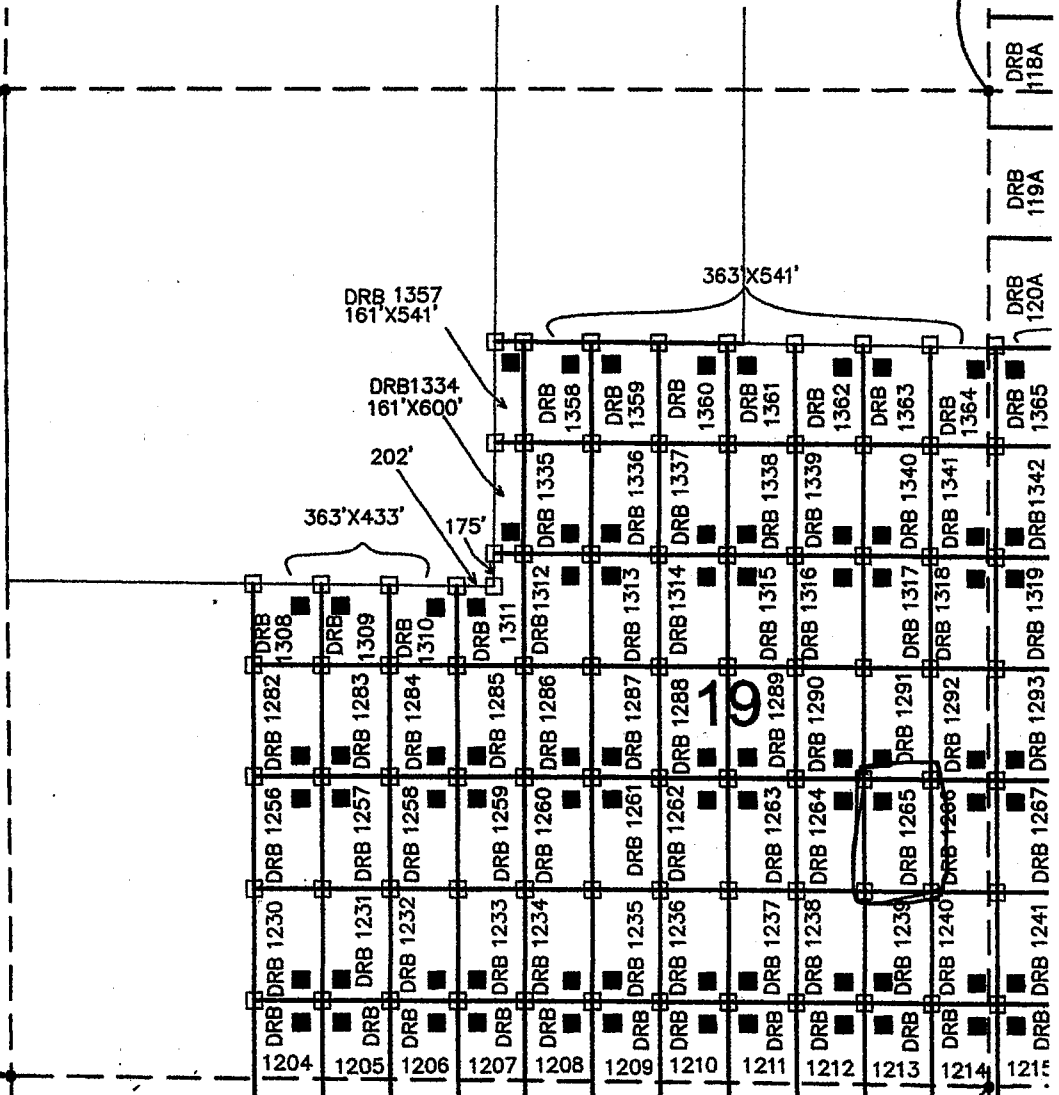 DRB
118A
DRB
119A
DRB
120A
363'X541'
DRB 1357
161'X541'
DRB1334
161'X600'
202'
363'X433'
175'
DRB
1358
DRB
1359
DRB
1360
DRB
1361
DRB
1362
DRB
1363
DRB
1364
DRB
1365
DRB 1335
DRB 1336
DRB 1337
DRB 1338
DRB 1339
DRB 1340
DRB 1341
DRB1342
DRB
1308
DRB
1309
DRB
1310
DRB
1311
DRB1312
DRB 1313
DRB 1314
DRB 1315
DRB 1316
DRB 1317
DRB 1318
DRB 1319
DRB 1282
DRB 1283
DRB 1284
DRB 1285
DRB 1286
DRB 1287
DRB 1288
19
DRB 1289
DRB 1290
DRB 1291
DRB 1292
DRB 1293
DRB 1256
DRB 1257
DRB 1258
DRB 1259
DRB 1260
DRB 1261
DRB 1262
DRB 1263
DRB 1264
DRB 1265
DRB 1266
DRB 1267
DRB 1230
DRB 1231
DRB 1232
DRB 1233
DRB 1234
DRB 1235
DRB 1236
DRB 1237
DRB 1238
DRB 1239
DRB 1240
DRB 1241
DRB
1204
DRB
1205
DRB
1206
DRB
1207
DRB
1208
DRB
1209
DRB
1210
DRB
1211
DRB
1212
DRB
1213
DRB
1214
DRB
1215